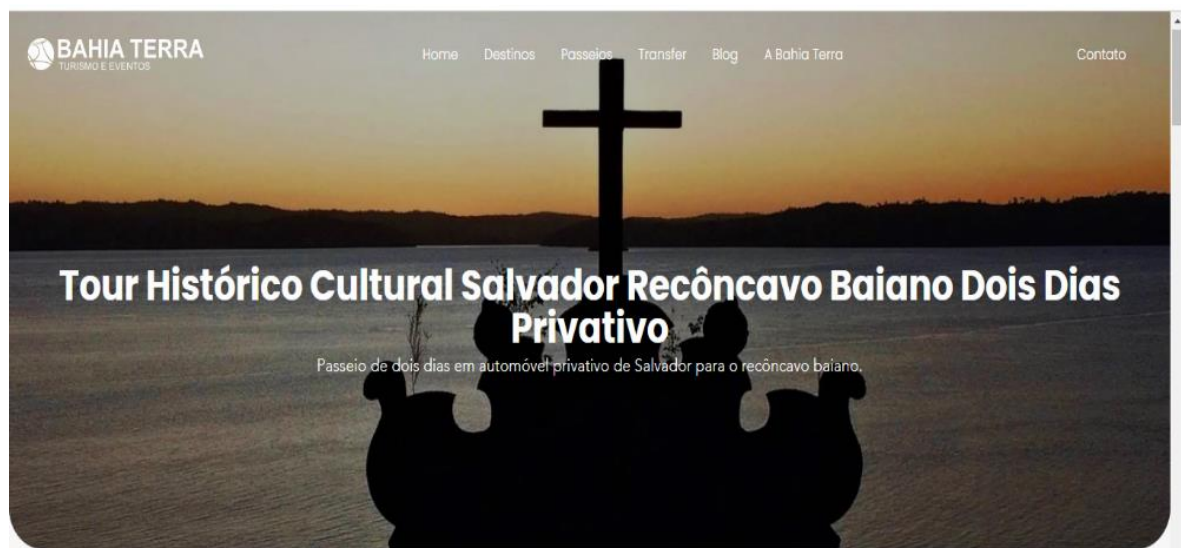 BAHIA TERRA
TURISMO E EVENTOS
Home Destinos Passeios Transfer Blog A Bahia Terra Contato
Tour Histórico Cultural Salvador Recôncavo Baiano Dois Dias
Privativo
Passeio de dois dias em automóvel privativo de Salvador para o recôncavo baiano.